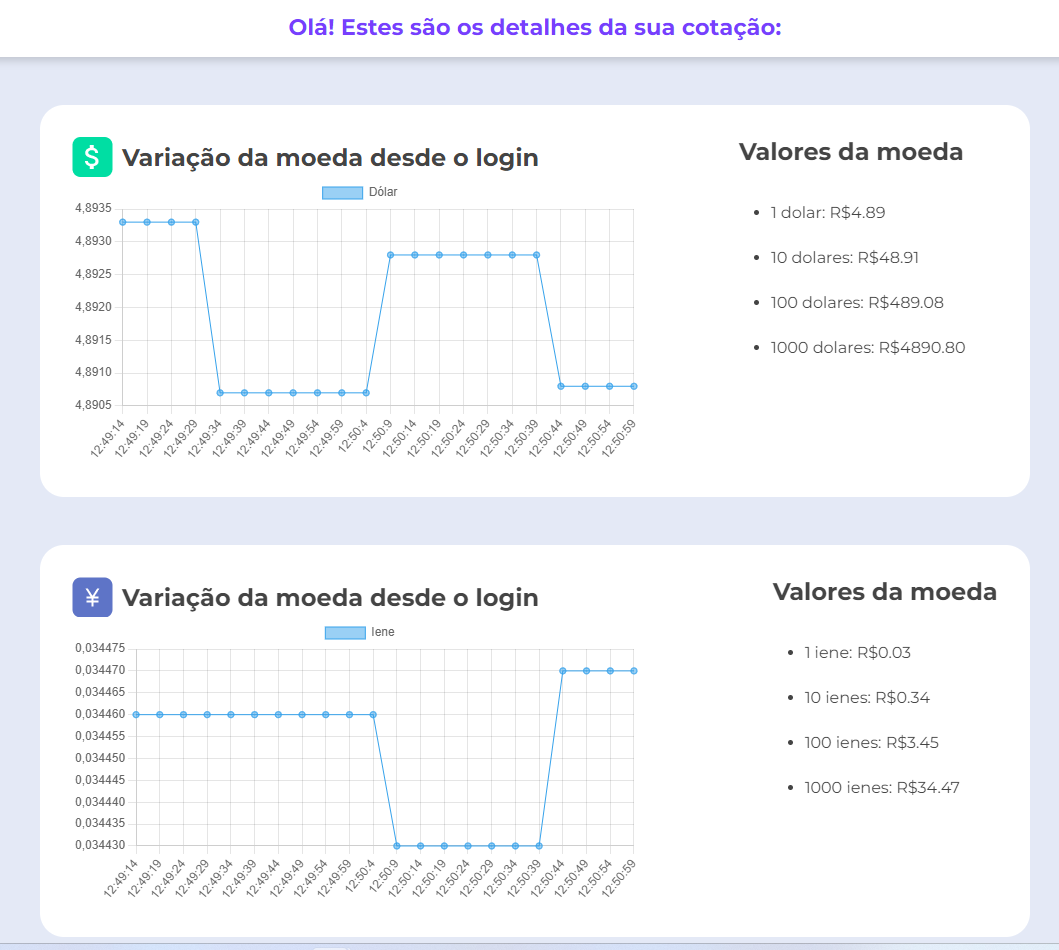 Olá! Estes são os detalhes da sua cotação:
$ Variação da moeda desde o login
Dólar
4,8935
4,8930
4,8925
4,8920
4,8915
4,8910
4,8905
12:49:14 12:49:19 12:49:24 12:49:29 12:49:34 12:49:39 12:49:44 12:49:49 12:49:54 12:49:59 12:50:4 12:50:9 12:50:14 12:50:19 12:50:24 12:50:29 12:50:34 12:50:39 12:50:44 12:50:49 12:50:54 12:50:59
Valores da moeda
• 1 dolar: R$4.89
• 10 dolares: R$48.91
• 100 dolares: R$489.08
• 1000 dolares: R$4890.80
¥ Variação da moeda desde o login
Iene
0,034475
0,034470
0,034465
0,034460
0,034455
0,034450
0,034445
0,034440
0,034435
0,034430
12:49:14 12:49:19 12:49:24 12:49:29 12:49:34 12:49:39 12:49:44 12:49:49 12:49:54 12:49:59 12:50:4 12:50:9 12:50:14 12:50:19 12:50:24 12:50:29 12:50:34 12:50:39 12:50:44 12:50:49 12:50:54 12:50:59
Valores da moeda
• 1 iene: R$0.03
• 10 ienes: R$0.34
• 100 ienes: R$3.45
• 1000 ienes: R$34.47